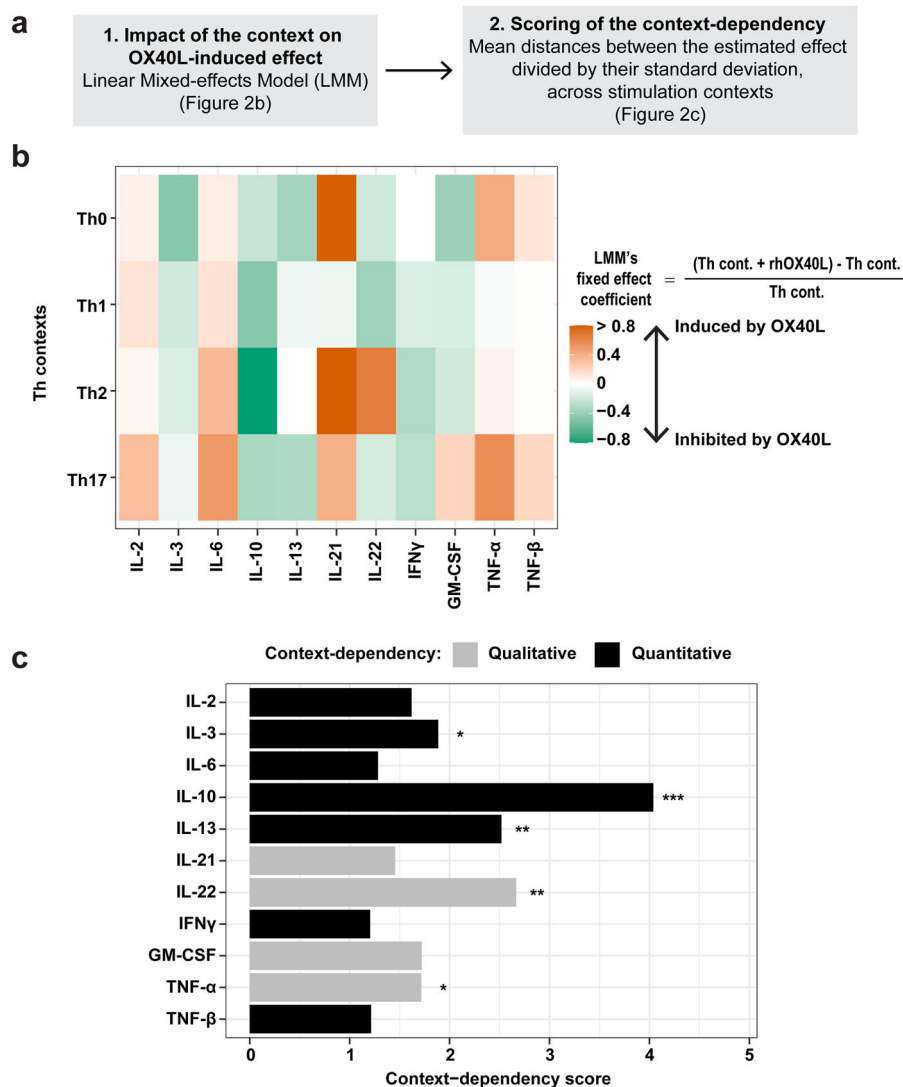 a
1. Impact of the context on
OX40L-induced effect
Linear Mixed-effects Model (LMM)
(Figure 2b)
2. Scoring of the context-dependency
Mean distances between the estimated effect
divided by their standard deviation,
across stimulation contexts
(Figure 2c)
b
Th contexts
Th0
Th1
Th2
Th17
IL-2
IL-3
IL-6
IL-10
IL-13
IL-21
IL-22
IFNγ
GM-CSF
TNF-α
TNF-β
LMM's
fixed effect
coefficient
=
(Th cont. + rhOX40L) - Th cont.
Th cont.
> 0.8
0.4
0
−0.4
−0.8
Induced by OX40L
Inhibited by OX40L
c
Context-dependency: Qualitative Quantitative
IL-2
IL-3 *
IL-6
IL-10 ***
IL-13 **
IL-21
IL-22 **
IFNγ
GM-CSF
TNF-α *
TNF-β
0 1 2 3 4 5
Context−dependency score